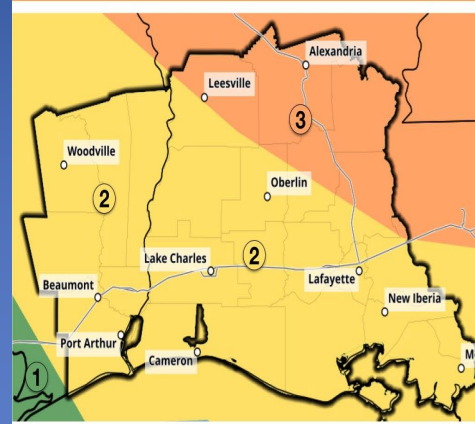 Alexandria
Leesville
3
Woodville
Oberlin
2
2
Lake Charles
Lafayette
Beaumont
New Iberia
Port Arthur
Cameron
1